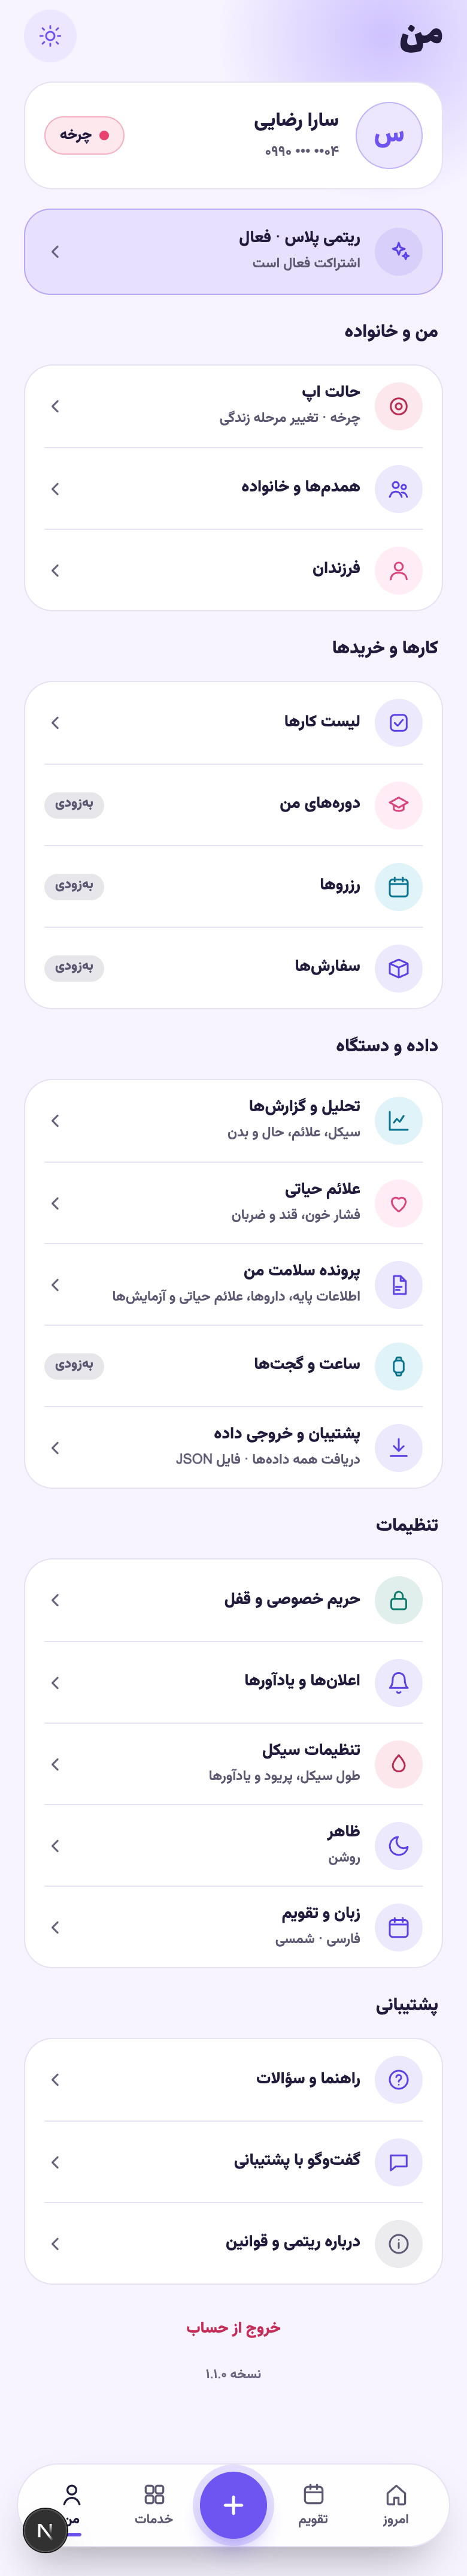 من
س
سارا رضایی
۰۹۹۰ ••• ••۰۴
چرخه
ریتمی پلاس · فعال
اشتراکت فعال است
من و خانواده
حالت اپ
چرخه · تغییر مرحله زندگی
همدم‌ها و خانواده
فرزندان
کارها و خریدها
لیست کارها
دوره‌های من
به‌زودی
رزروها
به‌زودی
سفارش‌ها
به‌زودی
داده و دستگاه
تحلیل و گزارش‌ها
سیکل، علائم، حال و بدن
علائم حیاتی
فشار خون، قند و ضربان
پرونده سلامت من
اطلاعات پایه، داروها، علائم حیاتی و آزمایش‌ها
ساعت و گجت‌ها
به‌زودی
پشتیبان و خروجی داده
دریافت همه داده‌ها · فایل JSON
تنظیمات
حریم خصوصی و قفل
اعلان‌ها و یادآورها
تنظیمات سیکل
طول سیکل، پریود و یادآورها
ظاهر
روشن
زبان و تقویم
فارسی · شمسی
پشتیبانی
راهنما و سؤالات
گفت‌وگو با پشتیبانی
درباره ریتمی و قوانین
خروج از حساب
نسخه ۱.۱.۰
امروز
تقویم
خدمات
من
N